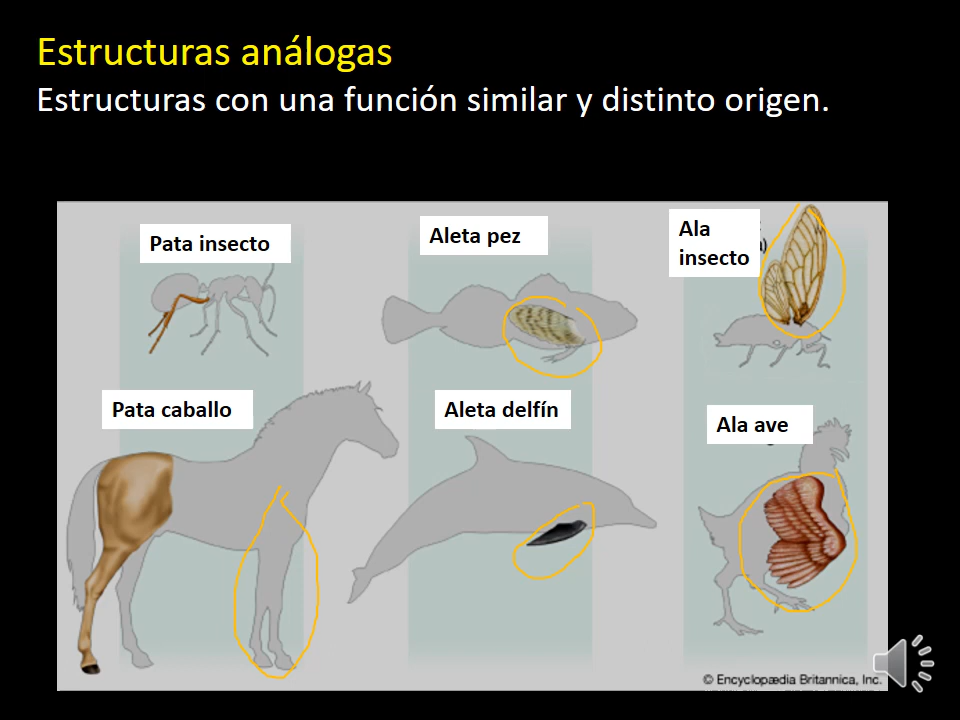 Estructuras análogas
Estructuras con una función similar y distinto origen.
Pata insecto
Aleta pez
Ala
insecto
Pata caballo
Aleta delfín
Ala ave
© Encyclopædia Britannica, Inc.